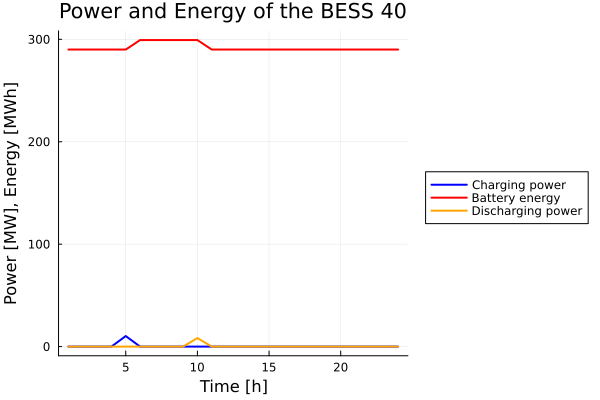 Power and Energy of the BESS 40
Power [MW], Energy [MWh]
300
200
100
0
5
10
15
20
Time [h]
Charging power
Battery energy
Discharging power